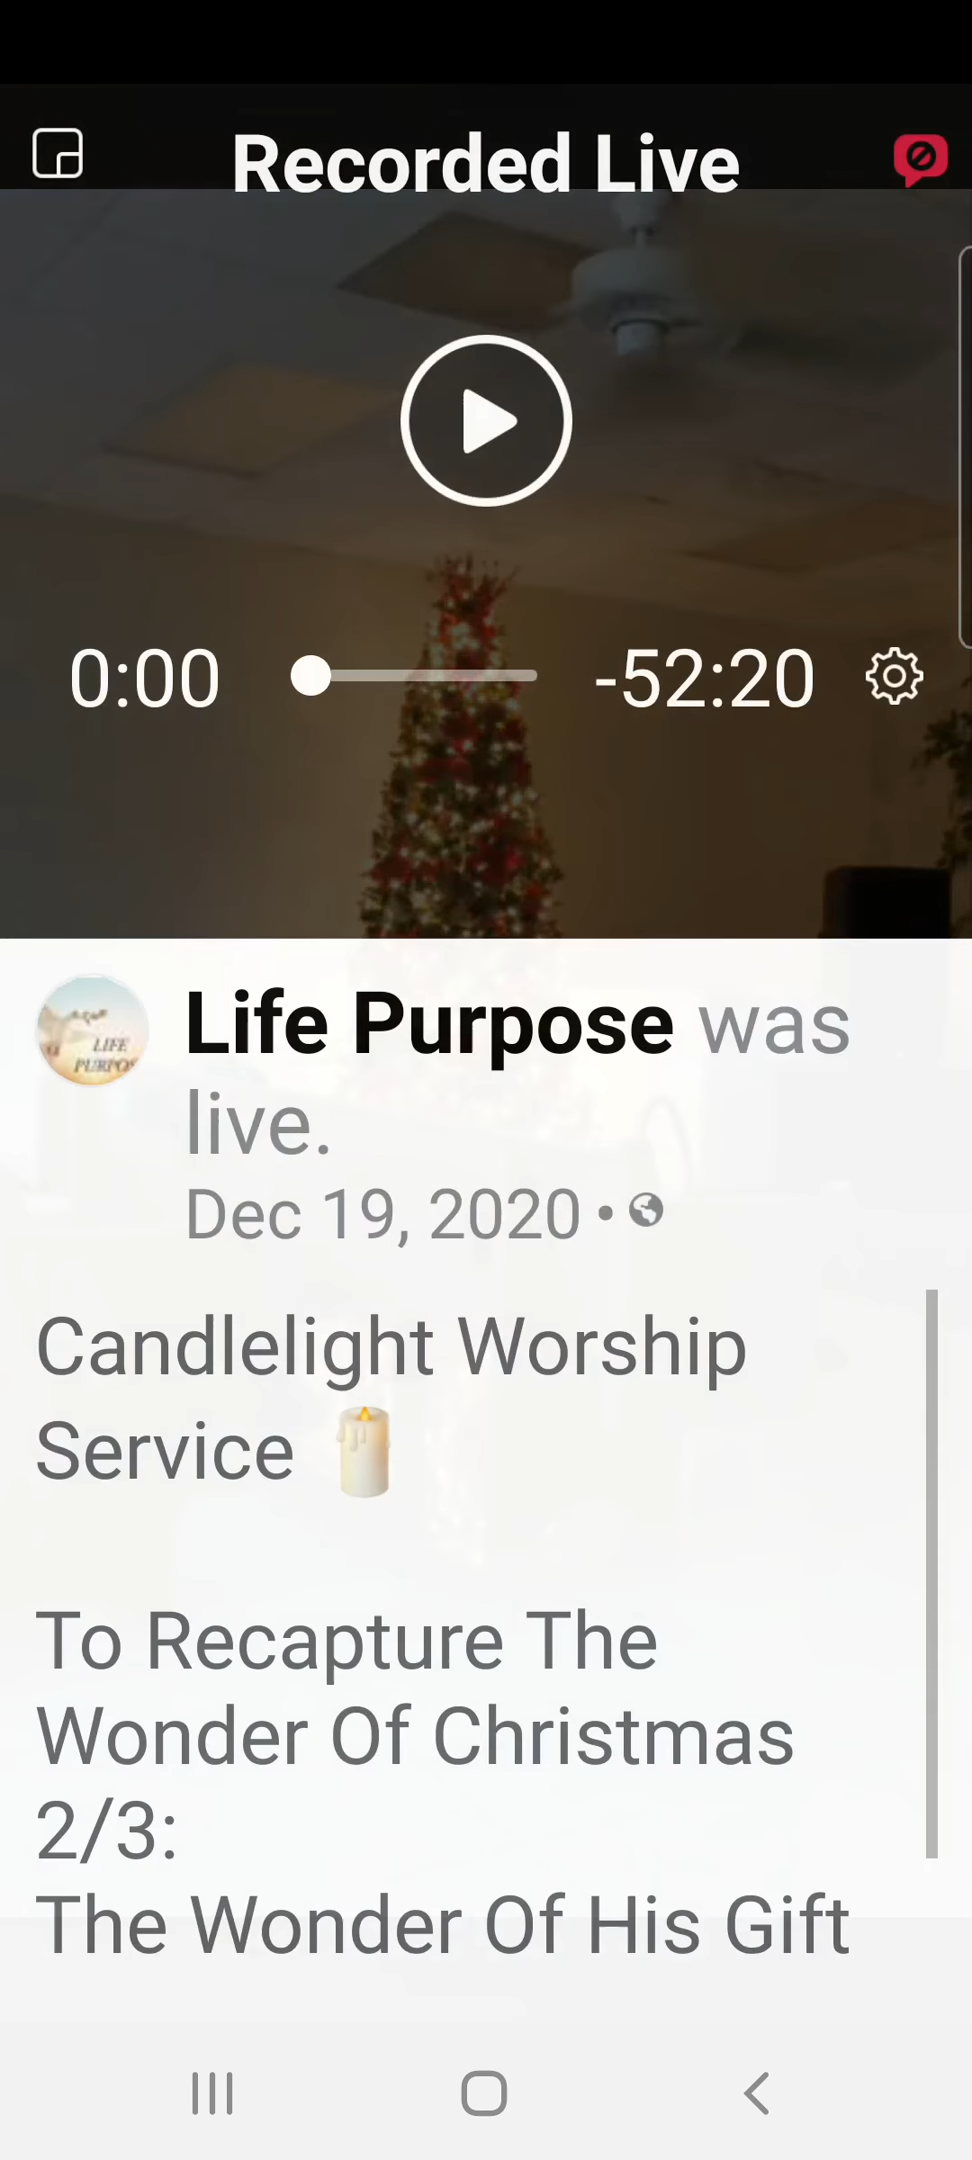 Recorded Live
0:00 -52:20
LIFE
Life Purpose was
live.
Dec 19, 2020 •
Candlelight Worship
Service 🕯️
To Recapture The
Wonder Of Christmas
2/3:
The Wonder Of His Gift